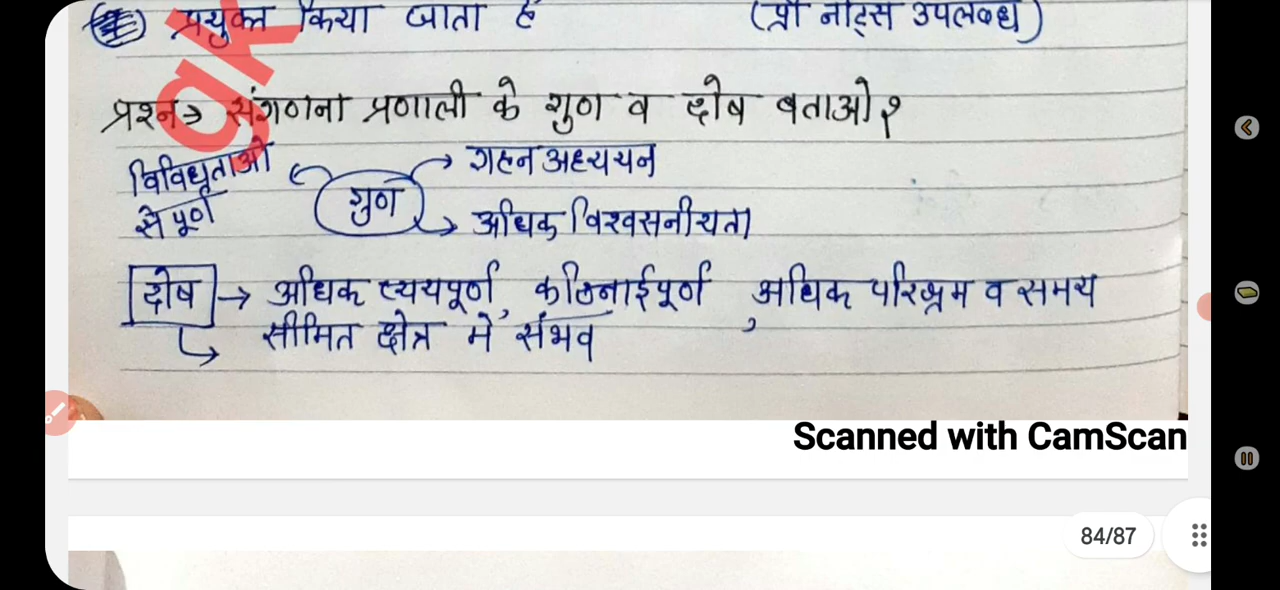 प्रयुक्त किया जाता है (प्री नोट्स उपलब्ध)
gk
प्रश्न→ संगणना प्रणाली के गुण व दोष बताओ?
विविधताओ से पूर्ण ← गुण → गहन अध्ययन
→ अधिक विश्वसनीयता
दोष → अधिक व्ययपूर्ण, कठिनाईपूर्ण, अधिक परिश्रम व समय
सीमित क्षेत्र में संभव
Scanned with CamScan
84/87